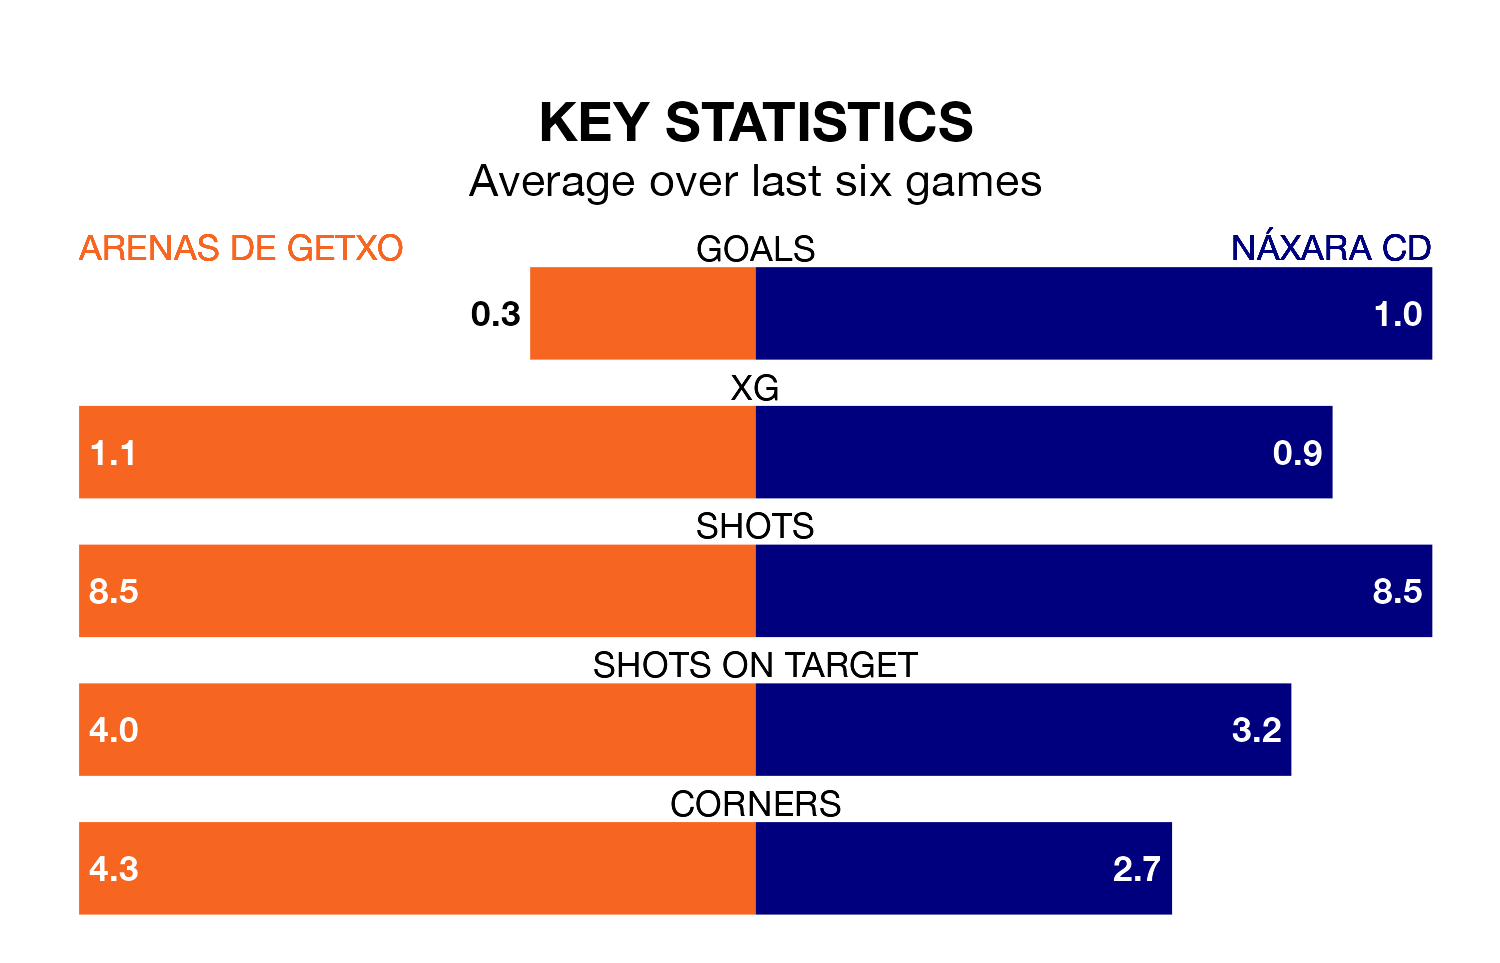 KEY STATISTICS
Average over last six games
ARENAS DE GETXO
GOALS
NÁXARA CD
0.3
1.0
XG
1.1
0.9
SHOTS
8.5
8.5
SHOTS ON TARGET
4.0
3.2
CORNERS
4.3
2.7